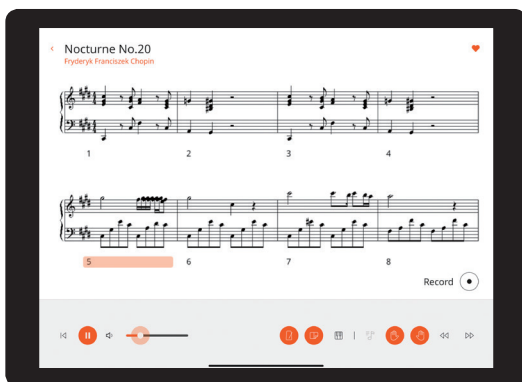 Nocturne No.20
Fryderyk Franciszek Chopin
1 2 3 4
5 6 7 8
Record